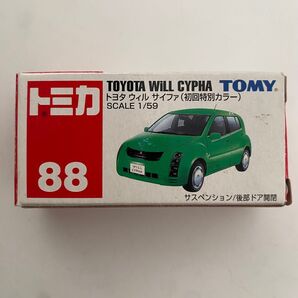 トミカ
88
TOYOTA WiLL CYPHA
TOMY
トヨタ ウィル サイファ(初回特別カラー)
SCALE 1/59
サスペンション/後部ドア開閉